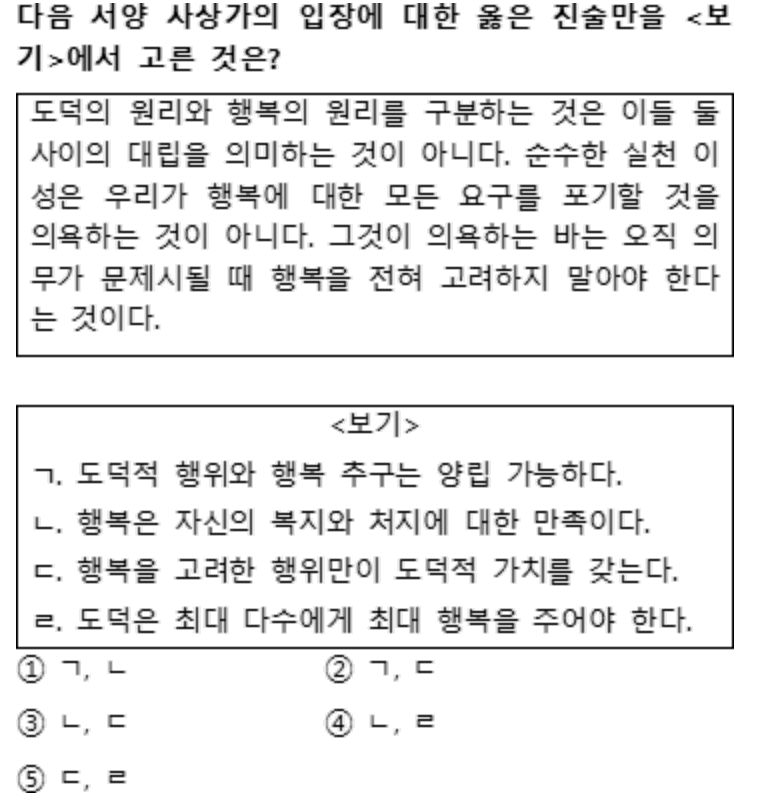 다음 서양 사상가의 입장에 대한 옳은 진술만을 <보
기>에서 고른 것은?
도덕의 원리와 행복의 원리를 구분하는 것은 이들 둘
사이의 대립을 의미하는 것이 아니다. 순수한 실천 이
성은 우리가 행복에 대한 모든 요구를 포기할 것을
의욕하는 것이 아니다. 그것이 의욕하는 바는 오직 의
무가 문제시될 때 행복을 전혀 고려하지 말아야 한다
는 것이다.
<보기>
ㄱ. 도덕적 행위와 행복 추구는 양립 가능하다.
ㄴ. 행복은 자신의 복지와 처지에 대한 만족이다.
ㄷ. 행복을 고려한 행위만이 도덕적 가치를 갖는다.
ㄹ. 도덕은 최대 다수에게 최대 행복을 주어야 한다.
① ㄱ, ㄴ ② ㄱ, ㄷ
③ ㄴ, ㄷ ④ ㄴ, ㄹ
⑤ ㄷ, ㄹ